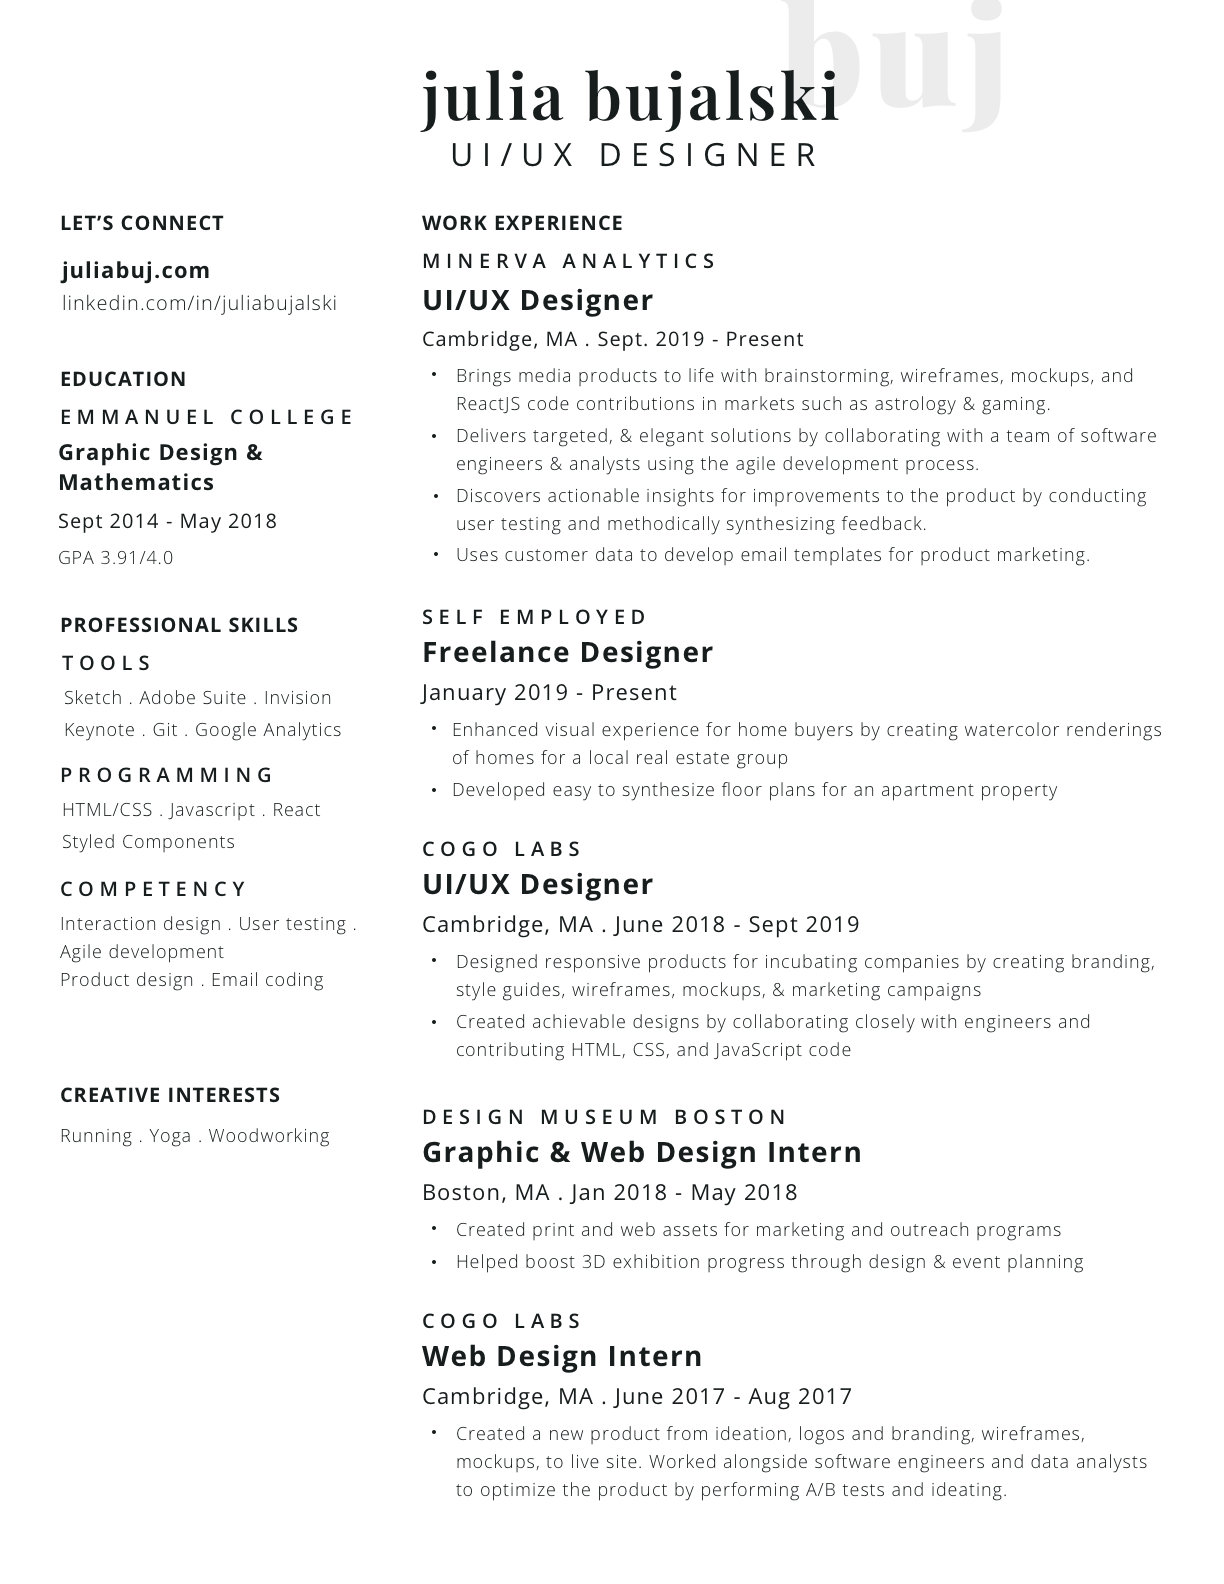 buj
julia bujalski
UI/UX DESIGNER
LET’S CONNECT
juliabuj.com
linkedin.com/in/juliabujalski
EDUCATION
EMMANUEL COLLEGE
Graphic Design &
Mathematics
Sept 2014 - May 2018
GPA 3.91/4.0
PROFESSIONAL SKILLS
TOOLS
Sketch . Adobe Suite . Invision
Keynote . Git . Google Analytics
PROGRAMMING
HTML/CSS . Javascript . React
Styled Components
COMPETENCY
Interaction design . User testing .
Agile development
Product design . Email coding
CREATIVE INTERESTS
Running . Yoga . Woodworking
WORK EXPERIENCE
MINERVA ANALYTICS
UI/UX Designer
Cambridge, MA . Sept. 2019 - Present
• Brings media products to life with brainstorming, wireframes, mockups, and
ReactJS code contributions in markets such as astrology & gaming.
• Delivers targeted, & elegant solutions by collaborating with a team of software
engineers & analysts using the agile development process.
• Discovers actionable insights for improvements to the product by conducting
user testing and methodically synthesizing feedback.
• Uses customer data to develop email templates for product marketing.
SELF EMPLOYED
Freelance Designer
January 2019 - Present
• Enhanced visual experience for home buyers by creating watercolor renderings
of homes for a local real estate group
• Developed easy to synthesize floor plans for an apartment property
COGO LABS
UI/UX Designer
Cambridge, MA . June 2018 - Sept 2019
• Designed responsive products for incubating companies by creating branding,
style guides, wireframes, mockups, & marketing campaigns
• Created achievable designs by collaborating closely with engineers and
contributing HTML, CSS, and JavaScript code
DESIGN MUSEUM BOSTON
Graphic & Web Design Intern
Boston, MA . Jan 2018 - May 2018
• Created print and web assets for marketing and outreach programs
• Helped boost 3D exhibition progress through design & event planning
COGO LABS
Web Design Intern
Cambridge, MA . June 2017 - Aug 2017
• Created a new product from ideation, logos and branding, wireframes,
mockups, to live site. Worked alongside software engineers and data analysts
to optimize the product by performing A/B tests and ideating.